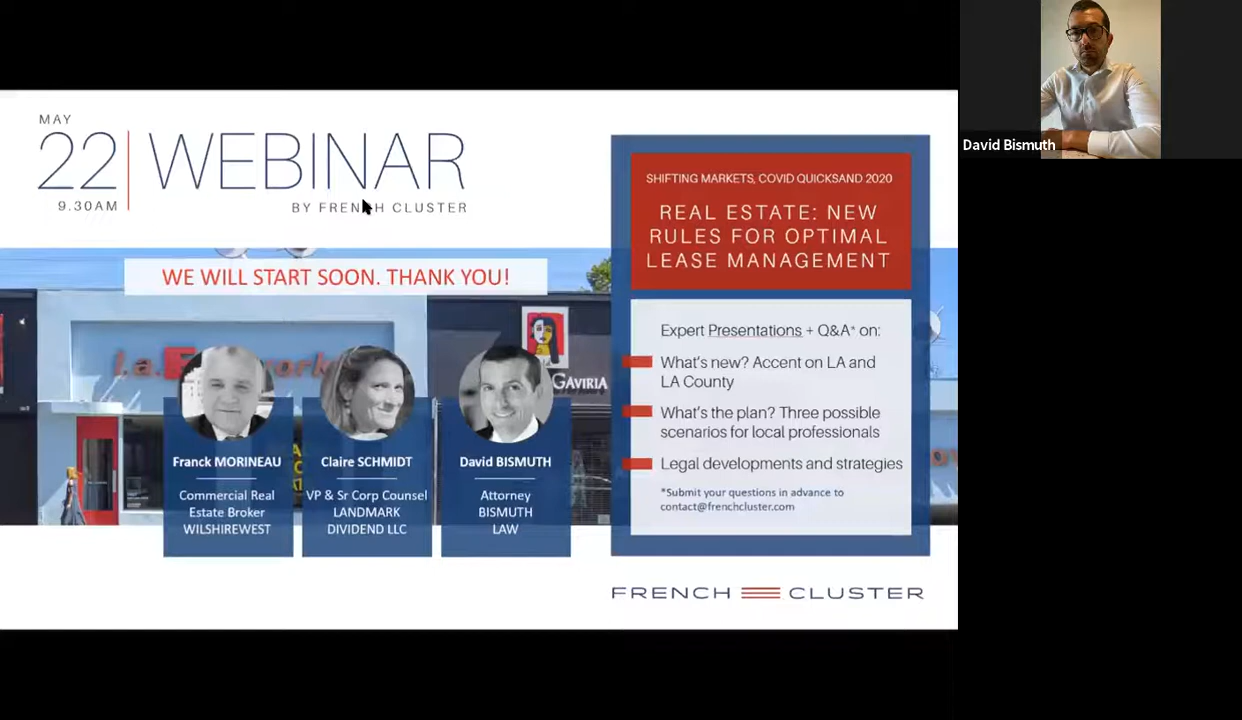 MAY
22
9.30AM
WEBINAR
BY FRENCH CLUSTER
WE WILL START SOON. THANK YOU!
GAVIRIA
Franck MORINEAU
Commercial Real
Estate Broker
WILSHIREWEST
Claire SCHMIDT
VP & Sr Corp Counsel
LANDMARK
DIVIDEND LLC
David BISMUTH
Attorney
BISMUTH
LAW
SHIFTING MARKETS, COVID QUICKSAND 2020
REAL ESTATE: NEW
RULES FOR OPTIMAL
LEASE MANAGEMENT
Expert Presentations + Q&A* on:
What's new? Accent on LA and
LA County
What's the plan? Three possible
scenarios for local professionals
Legal developments and strategies
*Submit your questions in advance to
contact@frenchcluster.com
FRENCH CLUSTER
David Bismuth